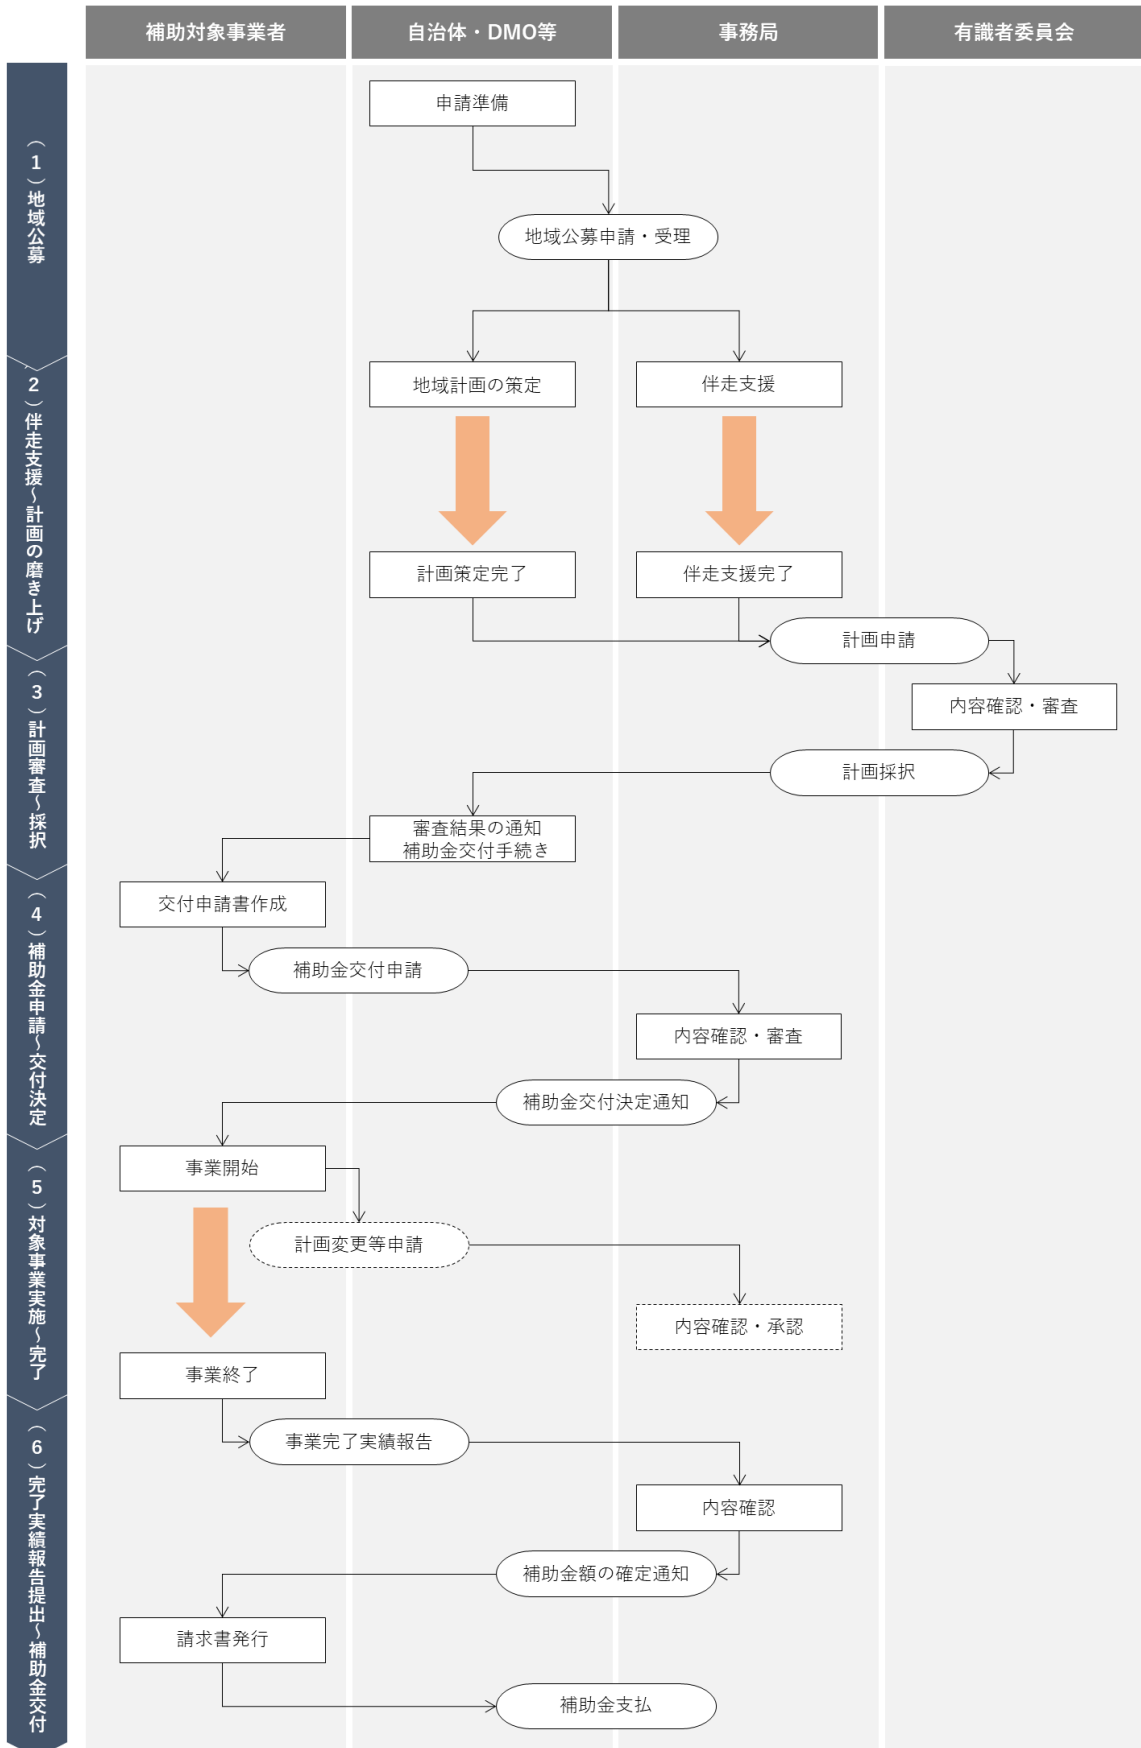 補助対象事業者
自治体・DMO等
事務局
有識者委員会
（1）地域公募
申請準備
地域公募申請・受理
2）伴走支援～計画の磨き上げ
地域計画の策定
伴走支援
計画策定完了
伴走支援完了
計画申請
（3）計画審査～採択
内容確認・審査
計画採択
審査結果の通知
補助金交付手続き
（4）補助金申請～交付決定
交付申請書作成
補助金交付申請
内容確認・審査
補助金交付決定通知
（5）対象事業実施～完了
事業開始
計画変更等申請
内容確認・承認
事業終了
（6）完了実績報告提出～補助金交付
事業完了実績報告
内容確認
補助金額の確定通知
請求書発行
補助金支払